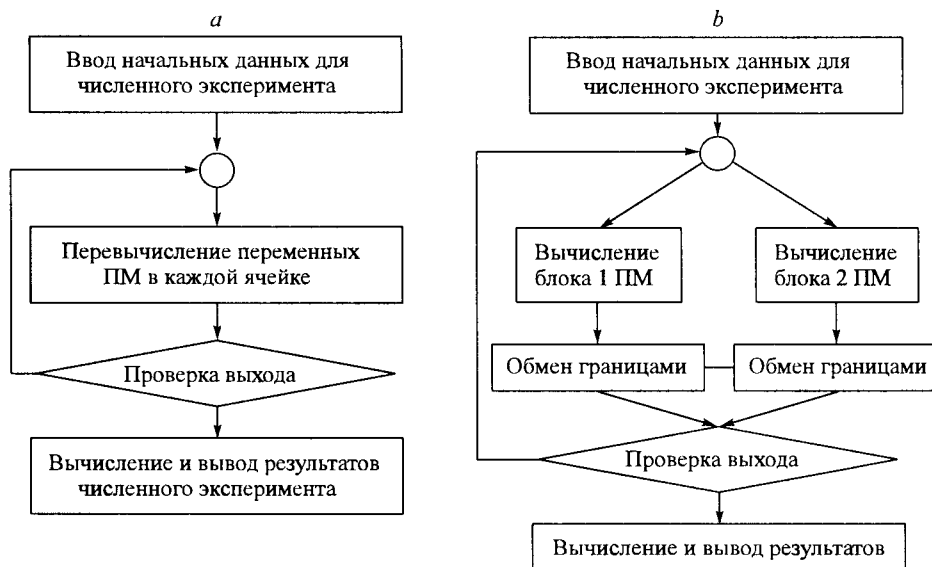 a
Ввод начальных данных для
численного эксперимента
Перевычисление переменных
ПМ в каждой ячейке
Проверка выхода
Вычисление и вывод результатов
численного эксперимента
b
Ввод начальных данных для
численного эксперимента
Вычисление
блока 1 ПМ
Вычисление
блока 2 ПМ
Обмен границами
Обмен границами
Проверка выхода
Вычисление и вывод результатов